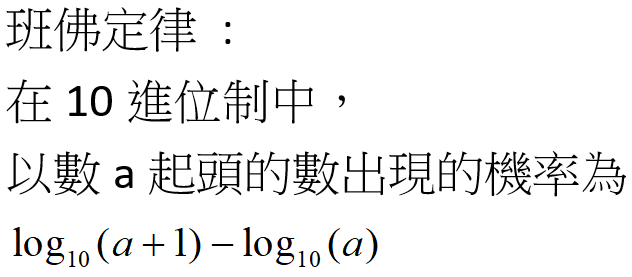 班佛定律：
在 10 進位制中，
以數 a 起頭的數出現的機率為
log₁₀(a+1)−log₁₀(a)